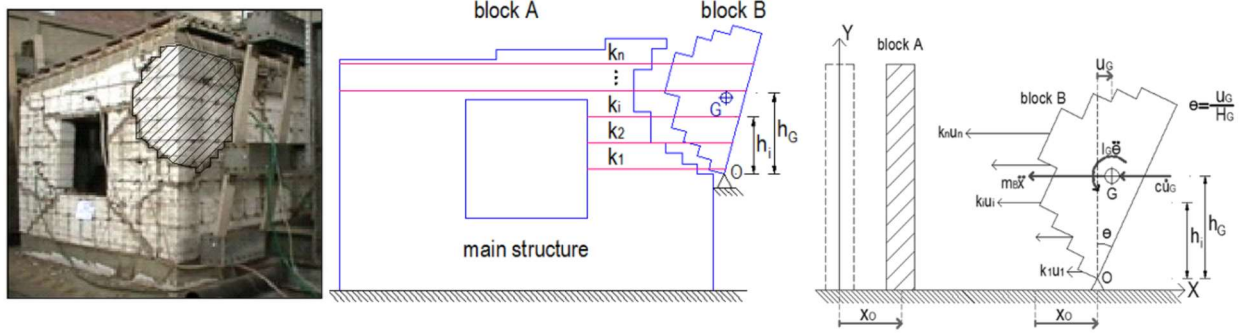 block A
block B
kn
⋮
ki
k2
k1
G
hi
hG
O
main structure
Y
block A
block B
uG
θ=uG/HG
knun
IGθ̈
mBẍ
G
cu̇G
kiui
θ
hi
hG
k1u1
O
X
xO
xO